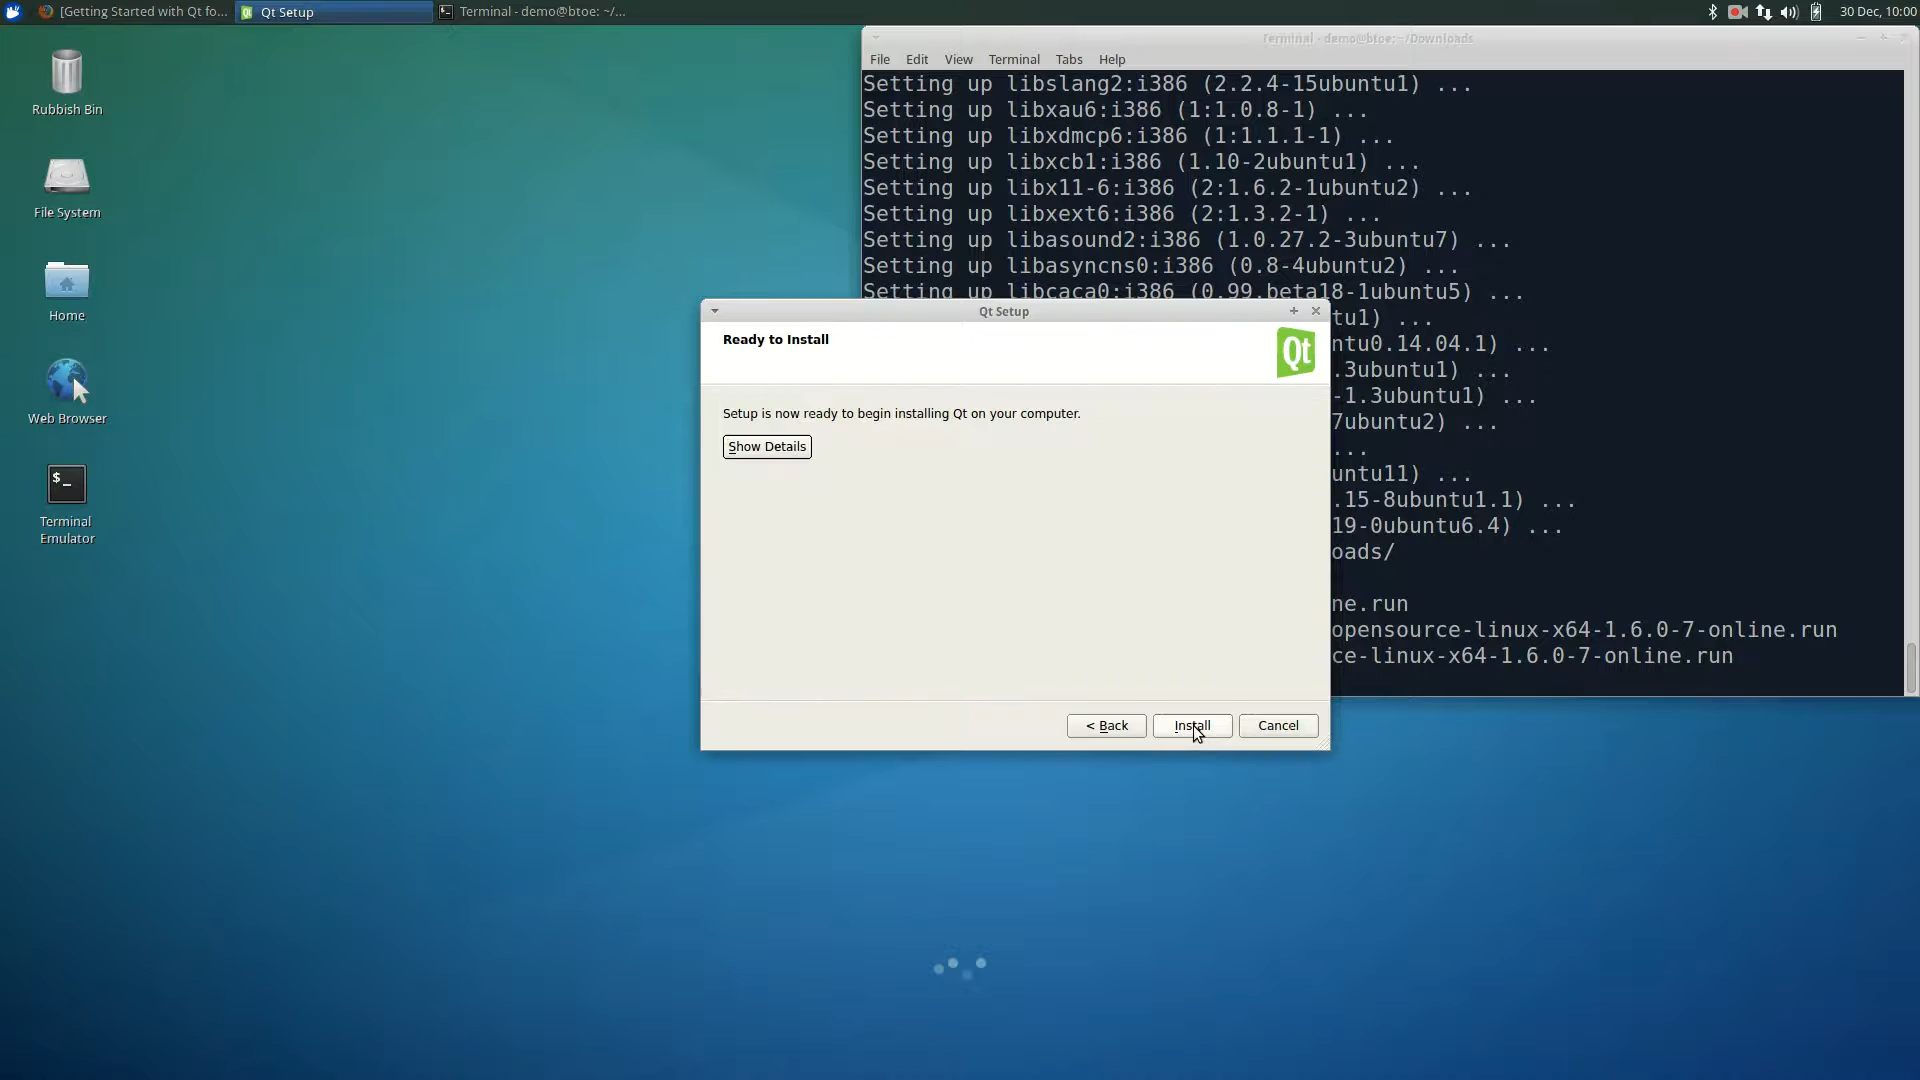 [Getting Started with Qt fo...
Qt Setup
Terminal - demo@btoe: ~/...
30 Dec, 10:00
Rubbish Bin
File System
Home
Web Browser
$_
Terminal
Emulator
Terminal - demo@btoe: ~/Downloads
File Edit View Terminal Tabs Help
Setting up libslang2:i386 (2.2.4-15ubuntu1) ...
Setting up libxau6:i386 (1:1.0.8-1) ...
Setting up libxdmcp6:i386 (1:1.1.1-1) ...
Setting up libxcb1:i386 (1.10-2ubuntu1) ...
Setting up libx11-6:i386 (2:1.6.2-1ubuntu2) ...
Setting up libxext6:i386 (2:1.3.2-1) ...
Setting up libasound2:i386 (1.0.27.2-3ubuntu7) ...
Setting up libasyncns0:i386 (0.8-4ubuntu2) ...
Setting up libcaca0:i386 (0.99.beta18-1ubuntu5) ...
tu1) ...
ntu0.14.04.1) ...
.3ubuntu1) ...
-1.3ubuntu1) ...
7ubuntu2) ...
...
untu11) ...
.15-8ubuntu1.1) ...
19-0ubuntu6.4) ...
oads/
ne.run
opensource-linux-x64-1.6.0-7-online.run
ce-linux-x64-1.6.0-7-online.run
Qt Setup
Ready to Install
Qt
Setup is now ready to begin installing Qt on your computer.
Show Details
< Back
Install
Cancel